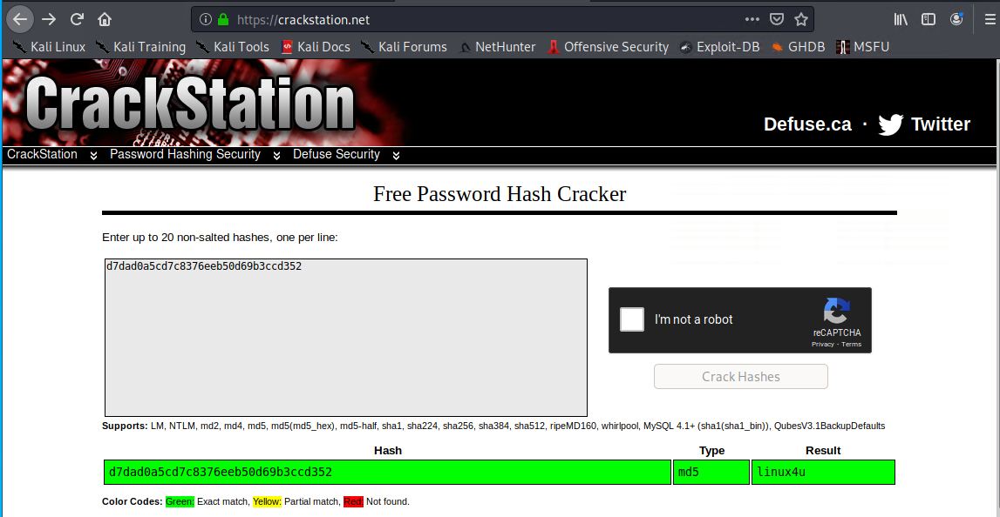 https://crackstation.net
Kali Linux Kali Training Kali Tools Kali Docs Kali Forums NetHunter Offensive Security Exploit-DB GHDB MSFU
CrackStation
Defuse.ca · Twitter
CrackStation Password Hashing Security Defuse Security
Free Password Hash Cracker
Enter up to 20 non-salted hashes, one per line:
d7dad0a5cd7c8376eeb50d69b3ccd352
I'm not a robot
reCAPTCHA
Privacy - Terms
Crack Hashes
Supports: LM, NTLM, md2, md4, md5, md5(md5_hex), md5-half, sha1, sha224, sha256, sha384, sha512, ripeMD160, whirlpool, MySQL 4.1+ (sha1(sha1_bin)), QubesV3.1BackupDefaults
Hash Type Result
d7dad0a5cd7c8376eeb50d69b3ccd352 md5 linux4u
Color Codes: Green: Exact match, Yellow: Partial match, Red: Not found.